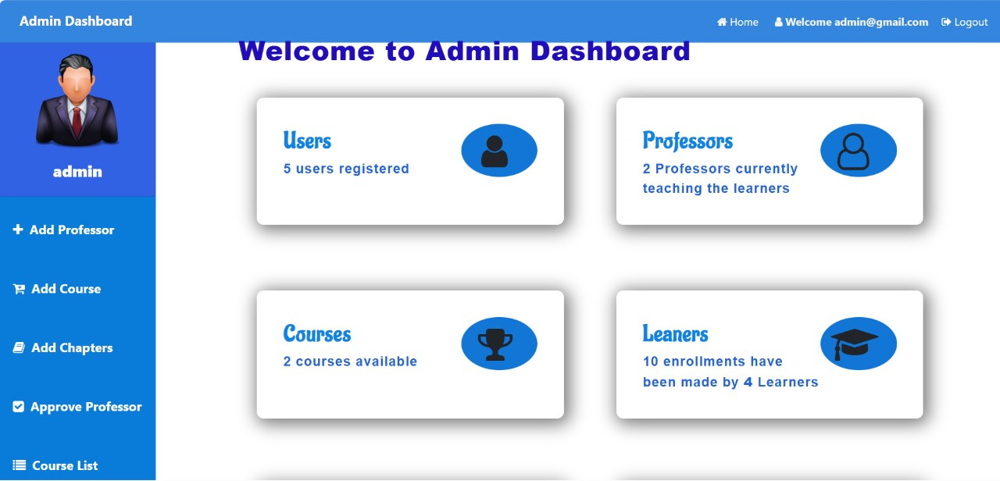 Admin Dashboard
Home
Welcome admin@gmail.com
Logout
Welcome to Admin Dashboard
admin
Add Professor
Add Course
Add Chapters
Approve Professor
Course List
Users
5 users registered
Professors
2 Professors currently
teaching the learners
Courses
2 courses available
Leaners
10 enrollments have
been made by 4 Learners